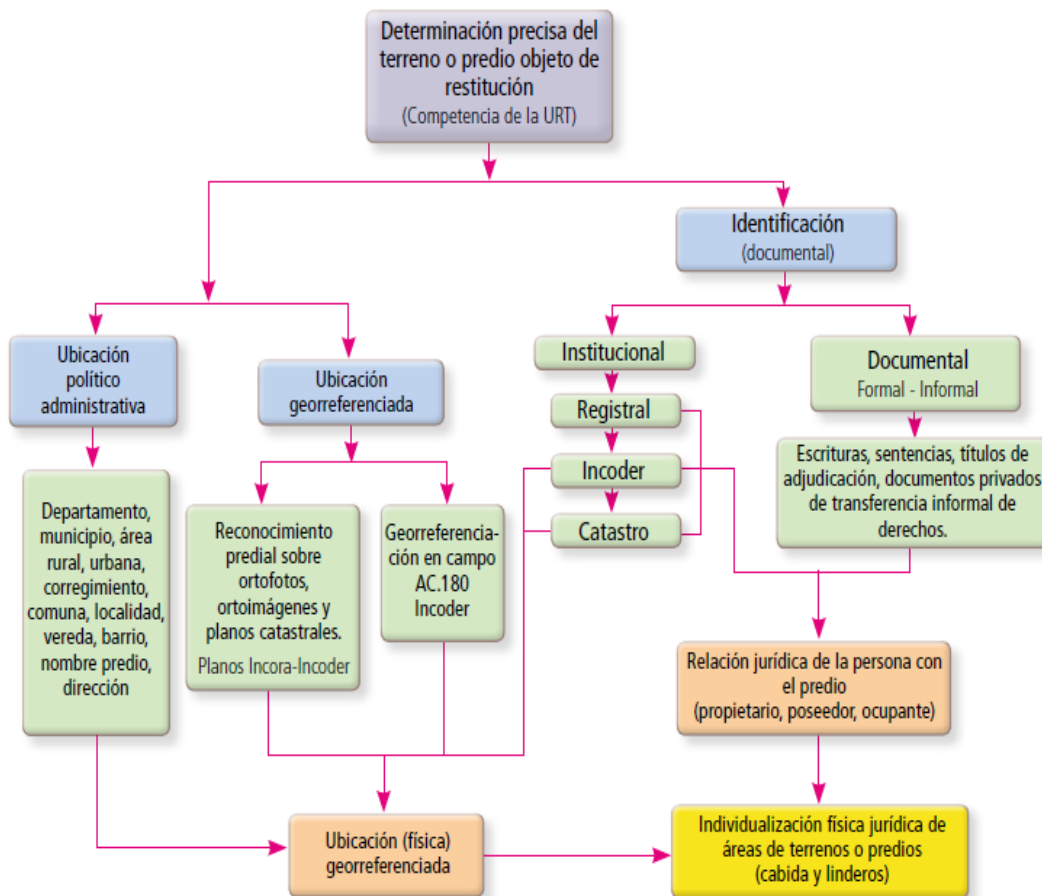 Determinación precisa del
terreno o predio objeto de
restitución
(Competencia de la URT)
Identificación
(documental)
Ubicación
político
administrativa
Ubicación
georreferenciada
Institucional
Registral
Incoder
Catastro
Documental
Formal - Informal
Departamento,
municipio, área
rural, urbana,
corregimiento,
comuna, localidad,
vereda, barrio,
nombre predio,
dirección
Reconocimiento
predial sobre
ortofotos,
ortoimágenes y
planos catastrales.
Planos Incora-Incoder
Georreferencia-
ción en campo
AC.180
Incoder
Escrituras, sentencias, títulos de
adjudicación, documentos privados
de transferencia informal de
derechos.
Relación jurídica de la persona con
el predio
(propietario, poseedor, ocupante)
Ubicación (física)
georreferenciada
Individualización física jurídica de
áreas de terrenos o predios
(cabida y linderos)